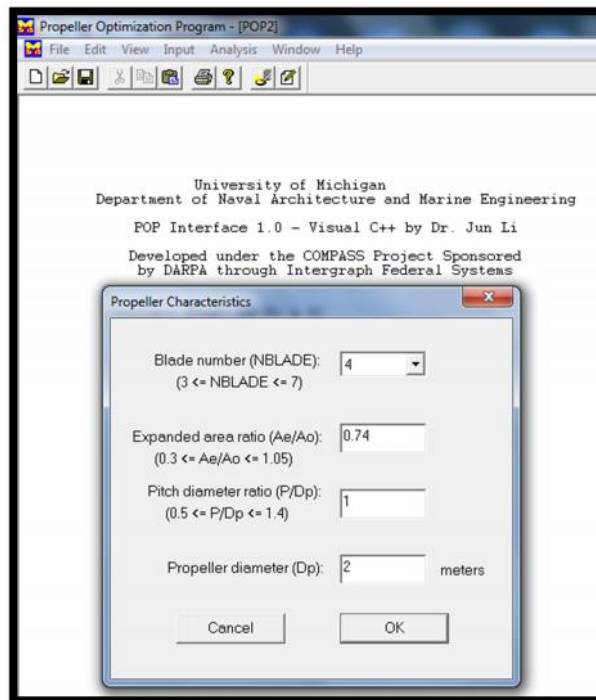 Propeller Optimization Program - [POP2]
File Edit View Input Analysis Window Help
University of Michigan
Department of Naval Architecture and Marine Engineering
POP Interface 1.0 - Visual C++ by Dr. Jun Li
Developed under the COMPASS Project Sponsored
by DARPA through Intergraph Federal Systems
Propeller Characteristics
Blade number (NBLADE): 4
(3 <= NBLADE <= 7)
Expanded area ratio (Ae/Ao): 0.74
(0.3 <= Ae/Ao <= 1.05)
Pitch diameter ratio (P/Dp): 1
(0.5 <= P/Dp <= 1.4)
Propeller diameter (Dp): 2 meters
Cancel OK